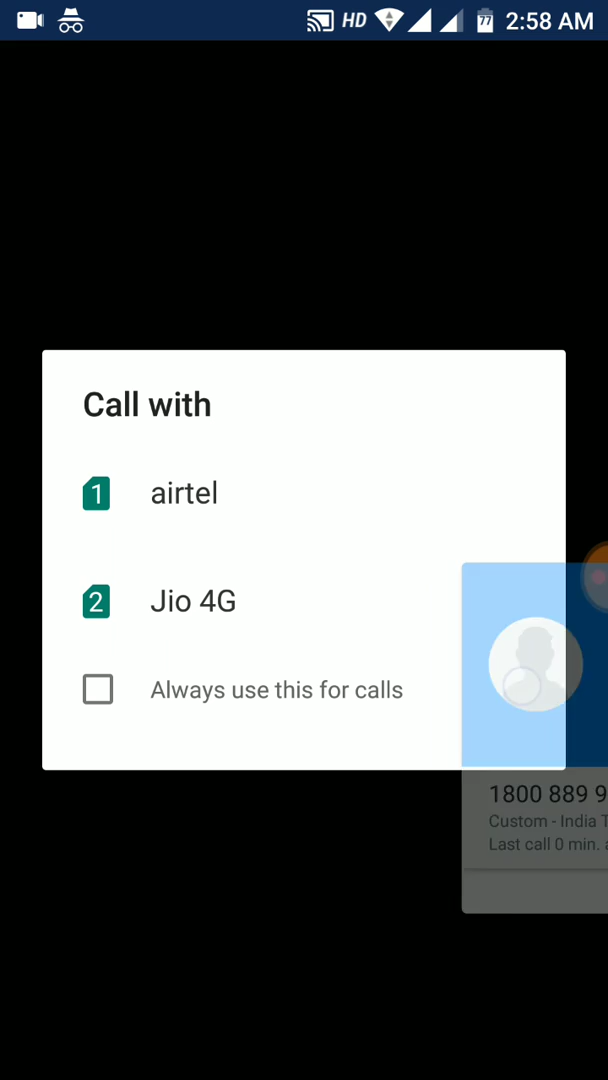 HD 77 2:58 AM
Call with
1 airtel
2 Jio 4G
Always use this for calls
1800 889 9
Custom - India T
Last call 0 min.